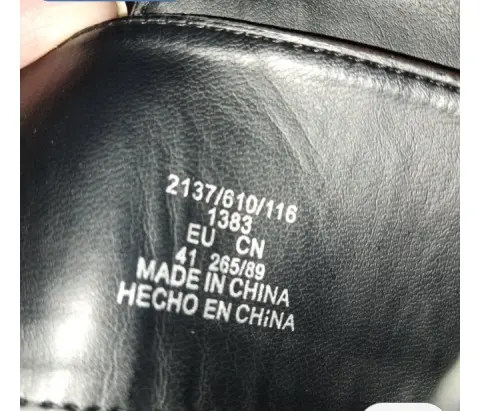 2137/610/116
1383
EU CN
41 265/89
MADE IN CHINA
HECHO EN CHiNA